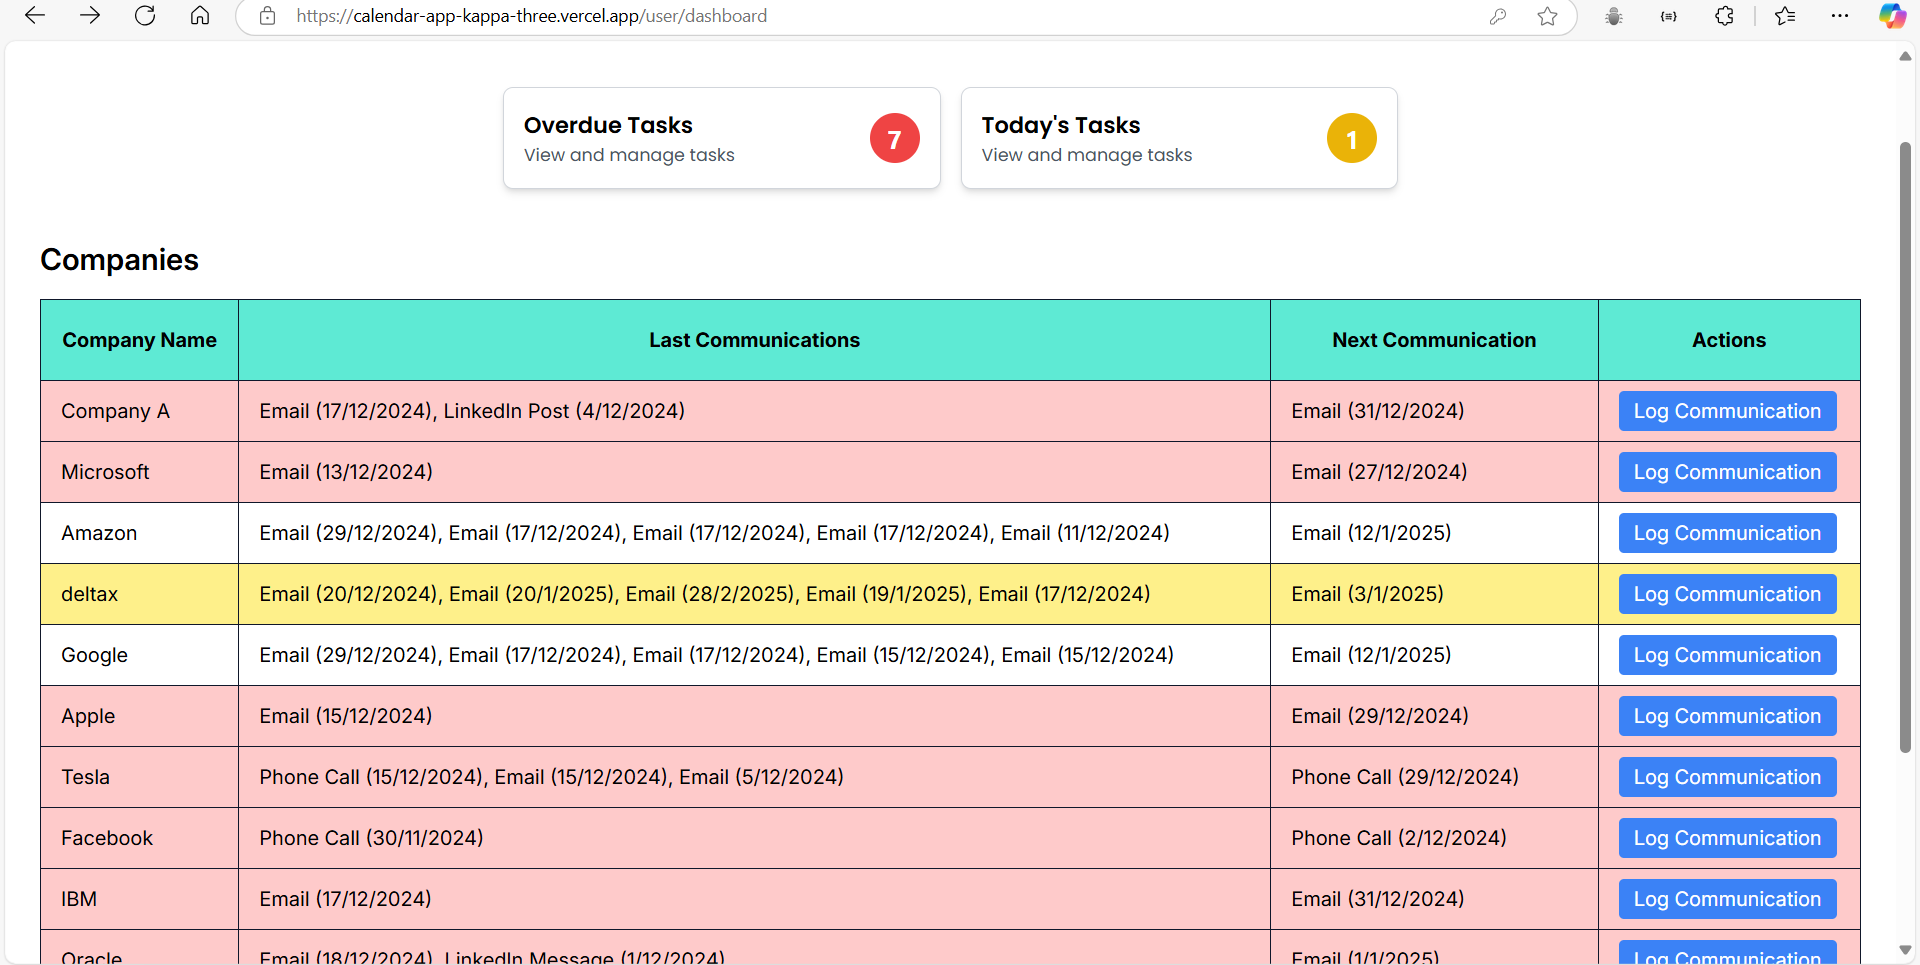 https://calendar-app-kappa-three.vercel.app/user/dashboard
Overdue Tasks
View and manage tasks
7
Today's Tasks
View and manage tasks
1
Companies
Company Name Last Communications Next Communication Actions
Company A Email (17/12/2024), LinkedIn Post (4/12/2024) Email (31/12/2024) Log Communication
Microsoft Email (13/12/2024) Email (27/12/2024) Log Communication
Amazon Email (29/12/2024), Email (17/12/2024), Email (17/12/2024), Email (17/12/2024), Email (11/12/2024) Email (12/1/2025) Log Communication
deltax Email (20/12/2024), Email (20/1/2025), Email (28/2/2025), Email (19/1/2025), Email (17/12/2024) Email (3/1/2025) Log Communication
Google Email (29/12/2024), Email (17/12/2024), Email (17/12/2024), Email (15/12/2024), Email (15/12/2024) Email (12/1/2025) Log Communication
Apple Email (15/12/2024) Email (29/12/2024) Log Communication
Tesla Phone Call (15/12/2024), Email (15/12/2024), Email (5/12/2024) Phone Call (29/12/2024) Log Communication
Facebook Phone Call (30/11/2024) Phone Call (2/12/2024) Log Communication
IBM Email (17/12/2024) Email (31/12/2024) Log Communication
Oracle Email (18/12/2024), LinkedIn Message (1/12/2024) Email (1/1/2025) Log Communication